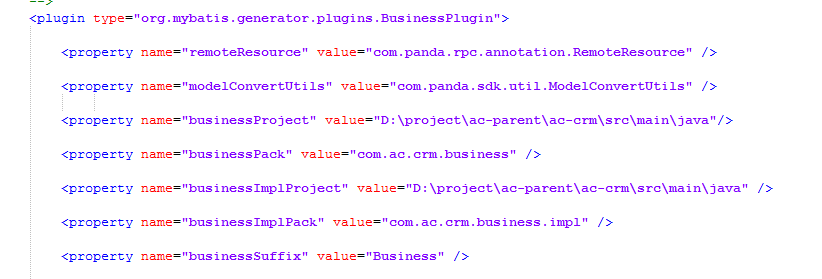 -->
<plugin type="org.mybatis.generator.plugins.BusinessPlugin">
<property name="remoteResource" value="com.panda.rpc.annotation.RemoteResource" />
<property name="modelConvertUtils" value="com.panda.sdk.util.ModelConvertUtils" />
<property name="businessProject" value="D:\project\ac-parent\ac-crm\src\main\java"/>
<property name="businessPack" value="com.ac.crm.business" />
<property name="businessImplProject" value="D:\project\ac-parent\ac-crm\src\main\java" />
<property name="businessImplPack" value="com.ac.crm.business.impl" />
<property name="businessSuffix" value="Business" />